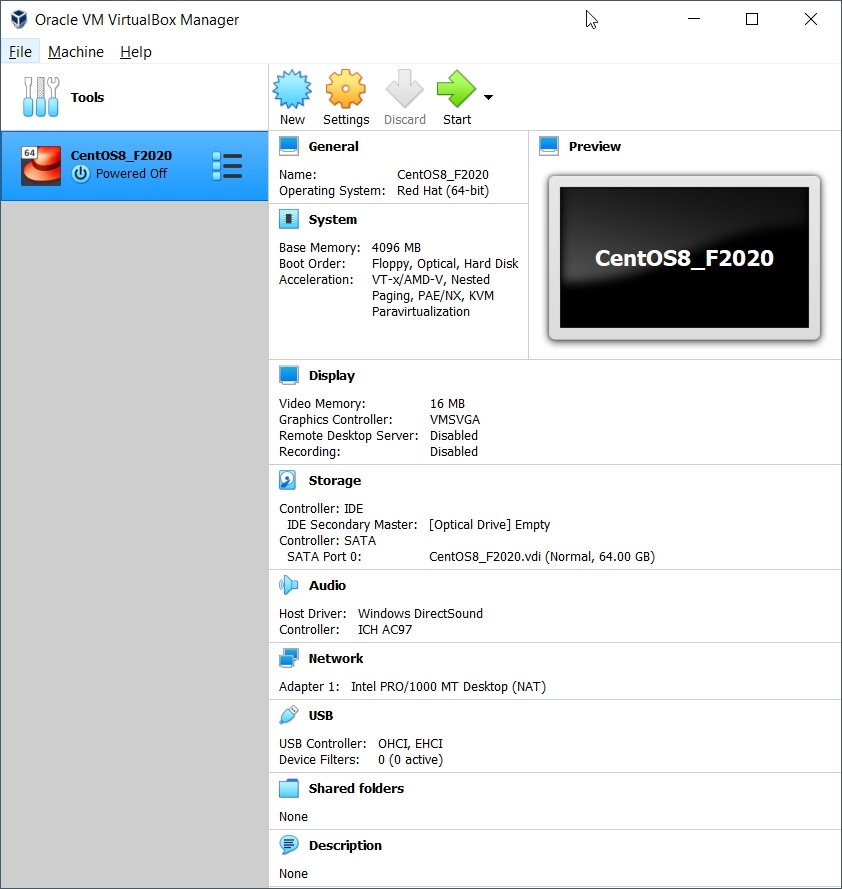 Oracle VM VirtualBox Manager
File Machine Help
Tools
New Settings Discard Start
64
CentOS8_F2020
Powered Off
General
Name: CentOS8_F2020
Operating System: Red Hat (64-bit)
Preview
CentOS8_F2020
System
Base Memory: 4096 MB
Boot Order: Floppy, Optical, Hard Disk
Acceleration: VT-x/AMD-V, Nested
Paging, PAE/NX, KVM
Paravirtualization
Display
Video Memory: 16 MB
Graphics Controller: VMSVGA
Remote Desktop Server: Disabled
Recording: Disabled
Storage
Controller: IDE
IDE Secondary Master: [Optical Drive] Empty
Controller: SATA
SATA Port 0: CentOS8_F2020.vdi (Normal, 64.00 GB)
Audio
Host Driver: Windows DirectSound
Controller: ICH AC97
Network
Adapter 1: Intel PRO/1000 MT Desktop (NAT)
USB
USB Controller: OHCI, EHCI
Device Filters: 0 (0 active)
Shared folders
None
Description
None